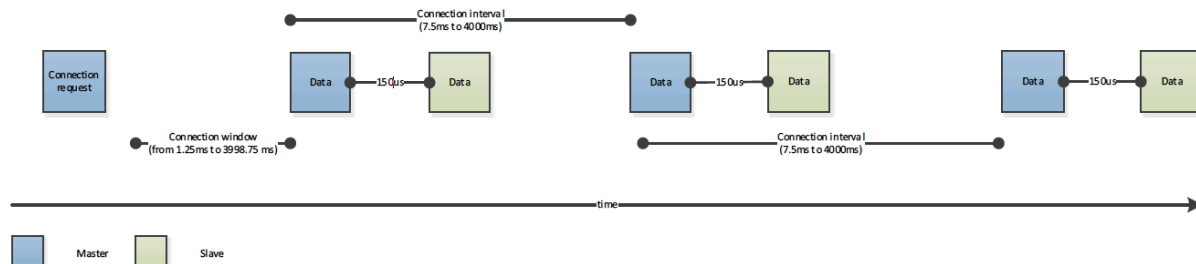 Connection interval
(7.5ms to 4000ms)
Connection
request
Data
150us
Data
Data
150us
Data
Data
150us
Data
Connection window
(from 1.25ms to 3998.75 ms)
Connection interval
(7.5ms to 4000ms)
time
Master
Slave